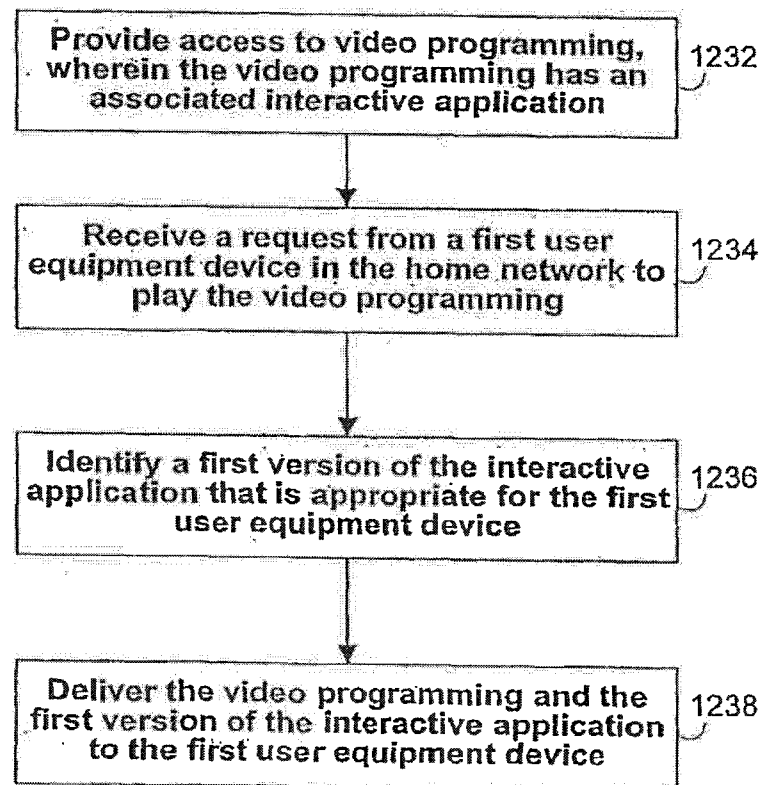 Provide access to video programming,
wherein the video programming has an
associated interactive application
1232
Receive a request from a first user
equipment device in the home network to
play the video programming
1234
Identify a first version of the interactive
application that is appropriate for the first
user equipment device
1236
Deliver the video programming and the
first version of the interactive application
to the first user equipment device
1238